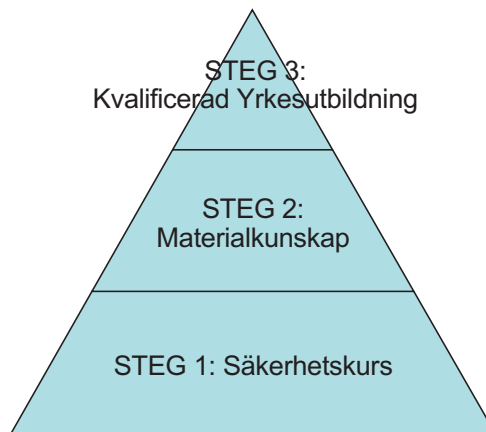 STEG 3:
Kvalificerad Yrkesutbildning
STEG 2:
Materialkunskap
STEG 1: Säkerhetskurs